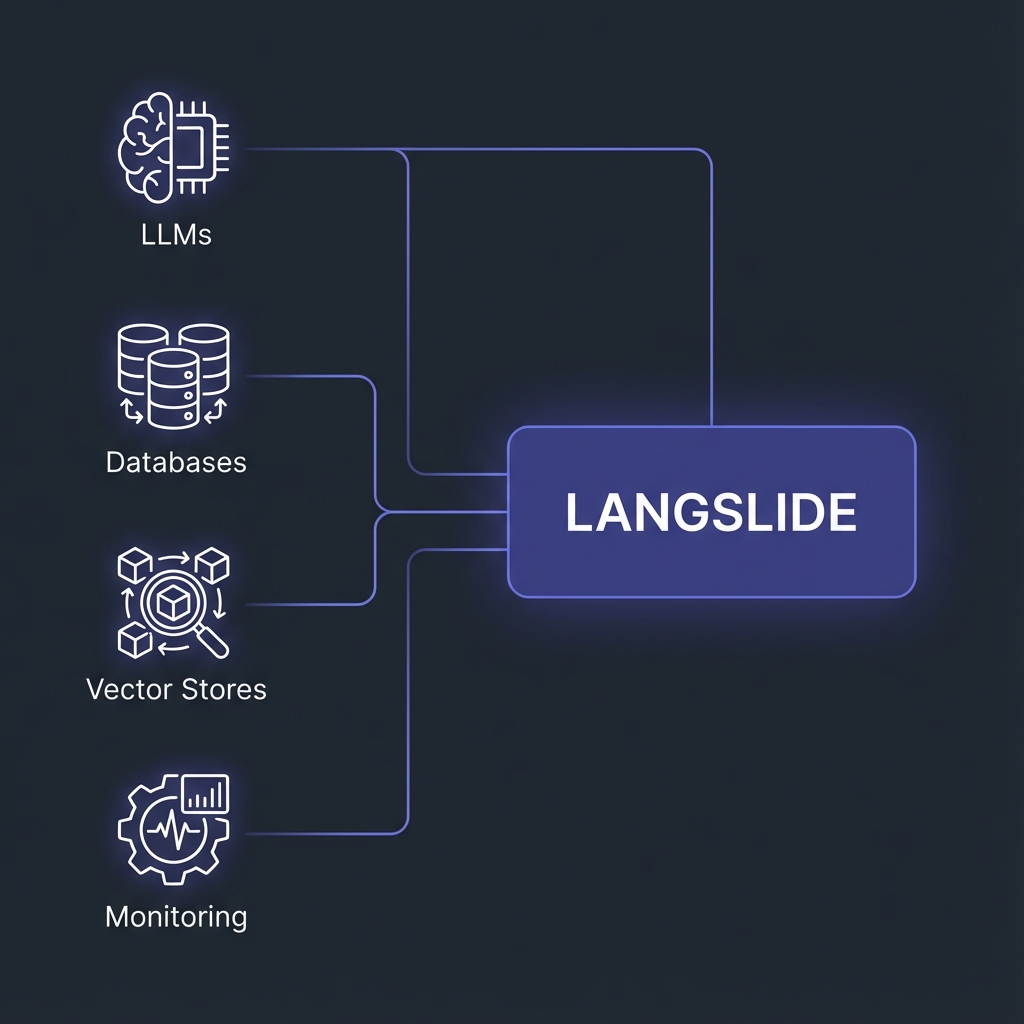 LLMs
Databases
LANGSLIDE
Vector Stores
Monitoring